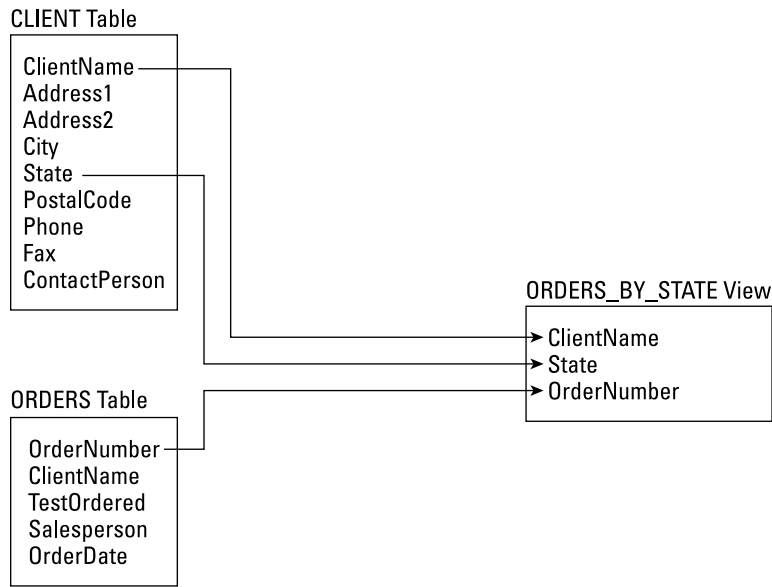 CLIENT Table
ClientName
Address1
Address2
City
State
PostalCode
Phone
Fax
ContactPerson
ORDERS_BY_STATE View
ClientName
State
OrderNumber
ORDERS Table
OrderNumber
ClientName
TestOrdered
Salesperson
OrderDate